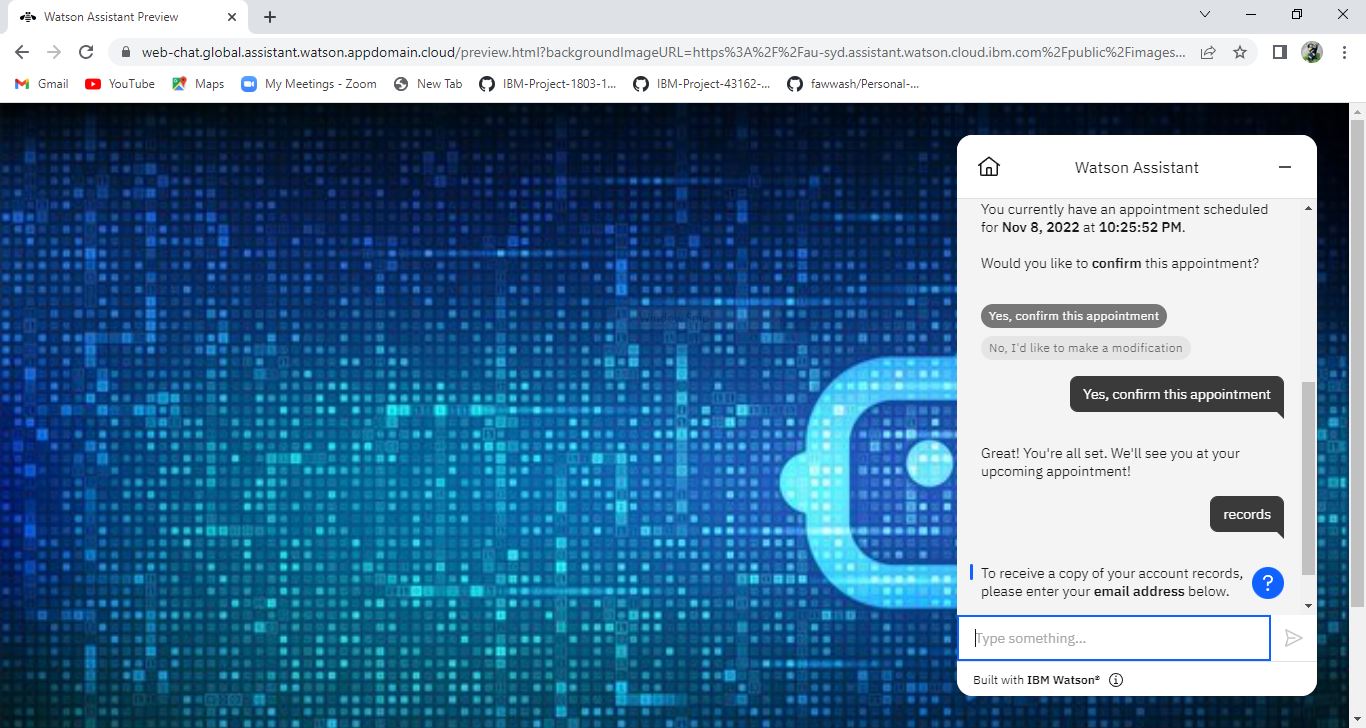 Watson Assistant Preview
web-chat.global.assistant.watson.appdomain.cloud/preview.html?backgroundImageURL=https%3A%2F%2Fau-syd.assistant.watson.cloud.ibm.com%2Fpublic%2Fimages...
Gmail YouTube Maps My Meetings - Zoom New Tab IBM-Project-1803-1... IBM-Project-43162-... fawwash/Personal-...
Watson Assistant
You currently have an appointment scheduled
for Nov 8, 2022 at 10:25:52 PM.
Would you like to confirm this appointment?
Yes, confirm this appointment
No, I'd like to make a modification
Yes, confirm this appointment
Great! You're all set. We'll see you at your
upcoming appointment!
records
To receive a copy of your account records,
please enter your email address below.
?
Type something...
Built with IBM Watson®